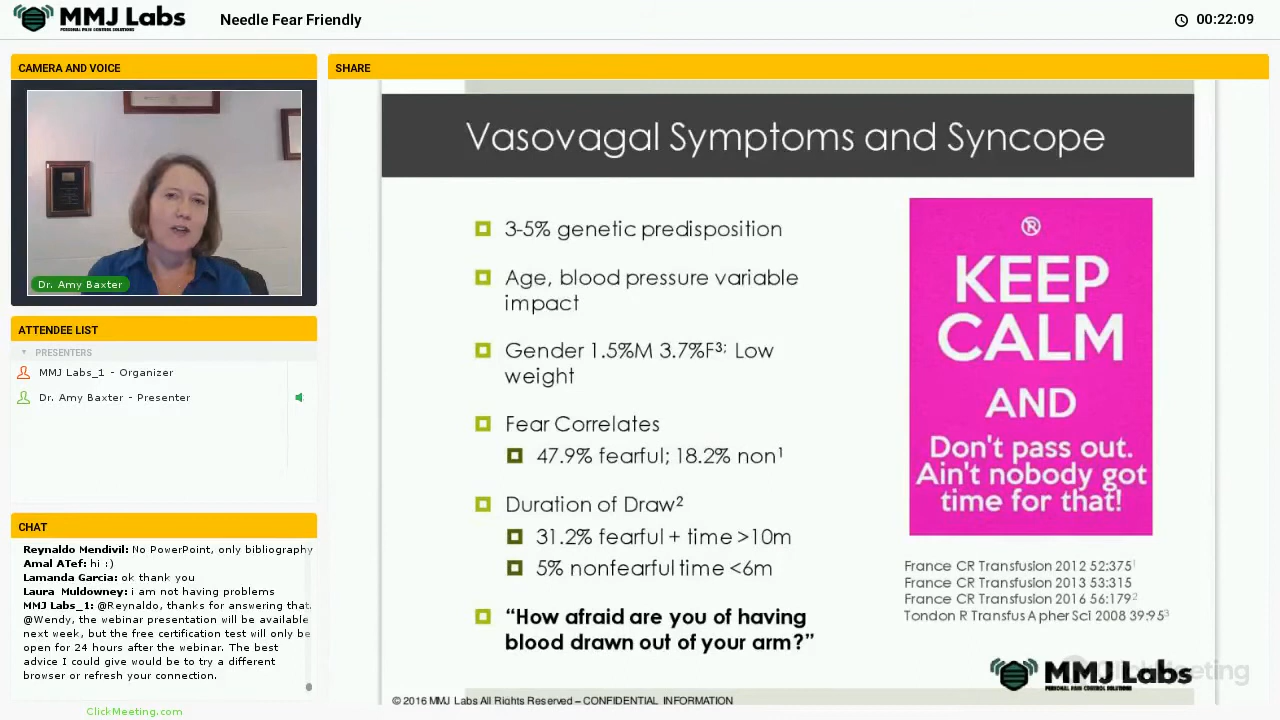 MMJ Labs
PERSONAL PAIN CONTROL SOLUTIONS
Needle Fear Friendly
00:22:09
CAMERA AND VOICE
Dr. Amy Baxter
ATTENDEE LIST
PRESENTERS
MMJ Labs_1 - Organizer
Dr. Amy Baxter - Presenter
CHAT
Reynaldo Mendivil: No PowerPoint, only bibliography
Amal ATef: hi :)
Lamanda Garcia: ok thank you
Laura Muldowney: i am not having problems
MMJ Labs_1: @Reynaldo, thanks for answering that.
@Wendy, the webinar presentation will be available
next week, but the free certification test will only be
open for 24 hours after the webinar. The best
advice I could give would be to try a different
browser or refresh your connection.
ClickMeeting.com
SHARE
Vasovagal Symptoms and Syncope
3-5% genetic predisposition
Age, blood pressure variable
impact
Gender 1.5%M 3.7%F³; Low
weight
Fear Correlates
47.9% fearful; 18.2% non¹
Duration of Draw²
31.2% fearful + time >10m
5% nonfearful time <6m
“How afraid are you of having
blood drawn out of your arm?”
®
KEEP
CALM
AND
Don't pass out.
Ain't nobody got
time for that!
France CR Transfusion 2012 52:375¹
France CR Transfusion 2013 53:315
France CR Transfusion 2016 56:179²
Tondon R Transfus Apher Sci 2008 39:95³
MMJ Labs
PERSONAL PAIN CONTROL SOLUTIONS
ClickMeeting
© 2016 MMJ Labs All Rights Reserved – CONFIDENTIAL INFORMATION